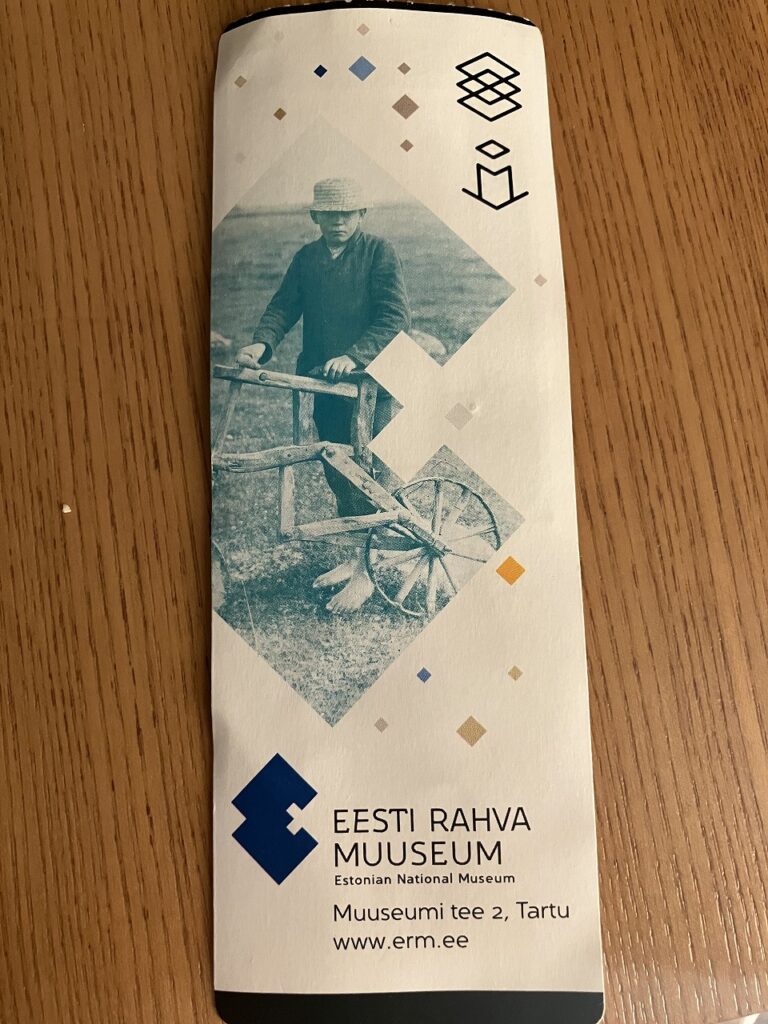 EESTI RAHVA
MUUSEUM
Estonian National Museum
Muuseumi tee 2, Tartu
www.erm.ee